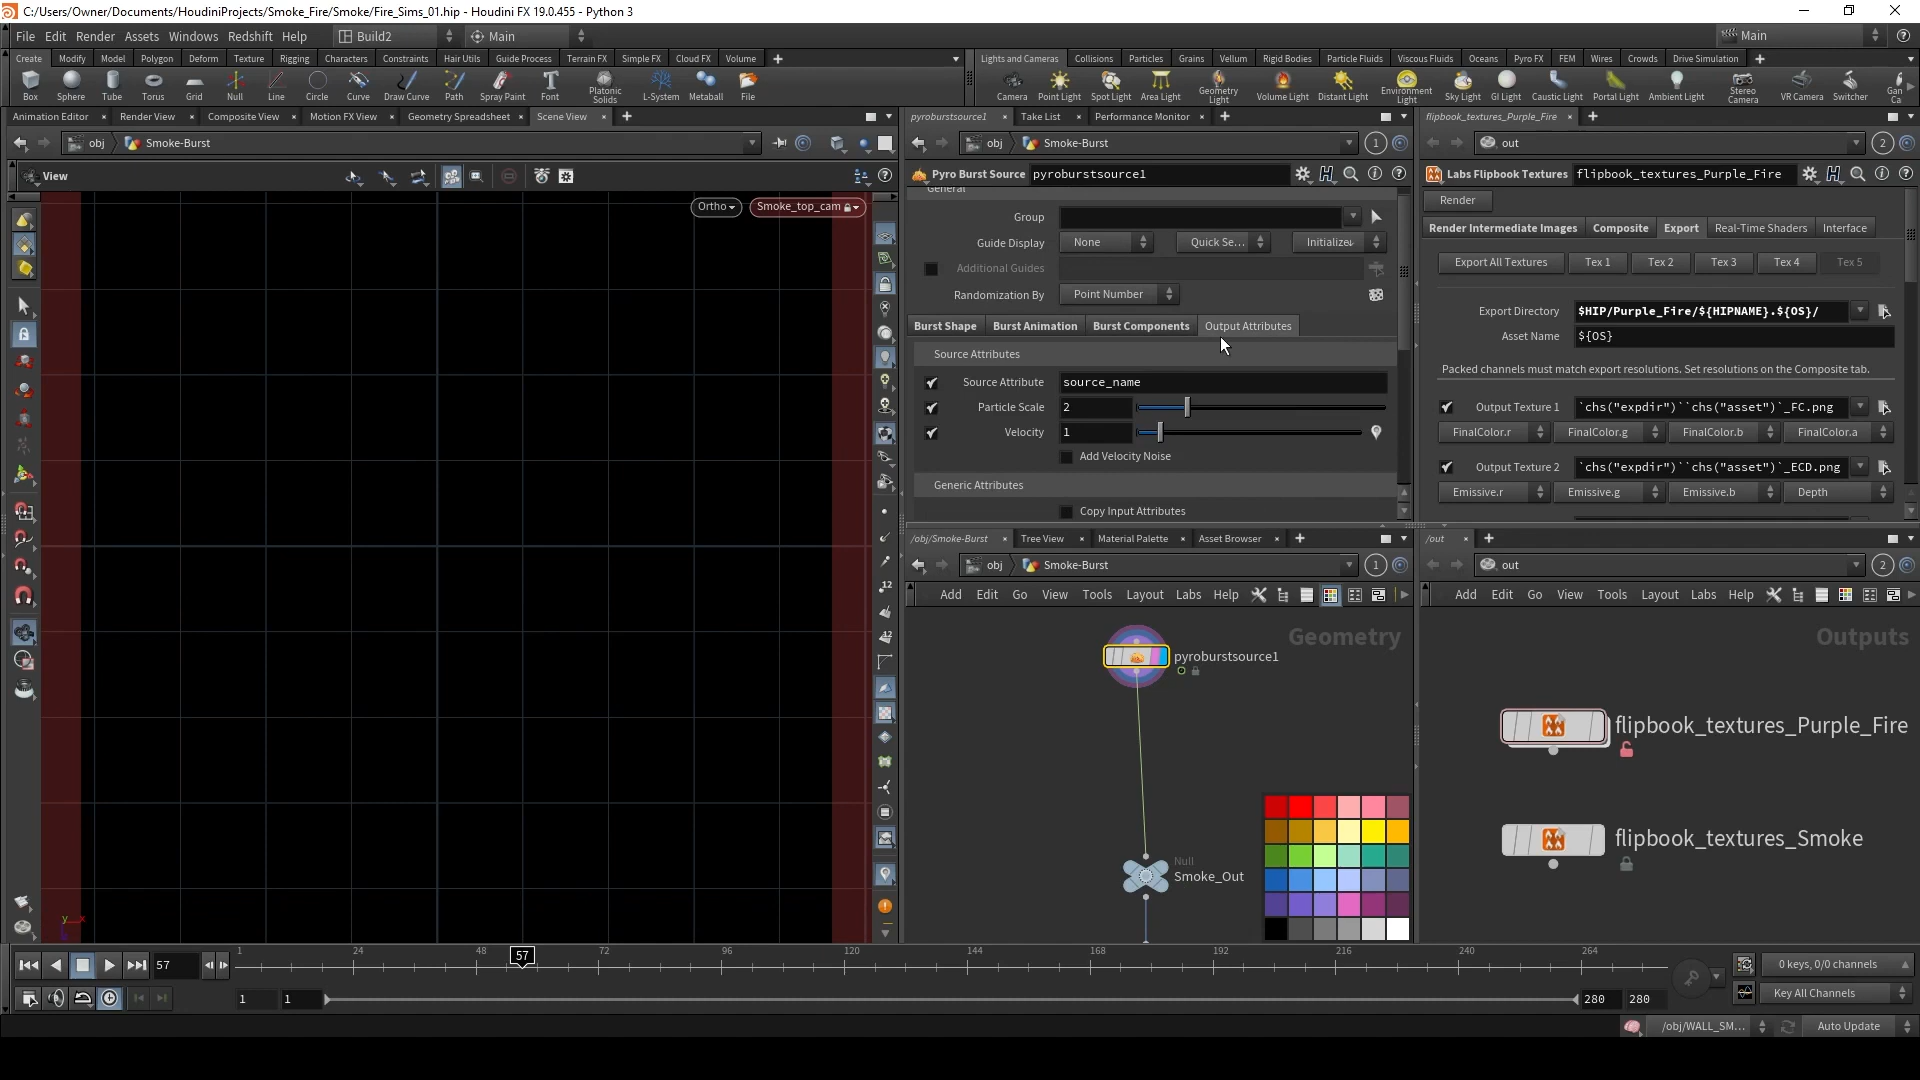 C:/Users/Owner/Documents/HoudiniProjects/Smoke_Fire/Smoke/Fire_Sims_01.hip - Houdini FX 19.0.455 - Python 3
File Edit Render Assets Windows Redshift Help Build2 Main Main
Create Modify Model Polygon Deform Texture Rigging Characters Constraints Hair Utils Guide Process Terrain FX Simple FX Cloud FX Volume
Lights and Cameras Collisions Particles Grains Vellum Rigid Bodies Particle Fluids Viscous Fluids Oceans Pyro FX FEM Wires Crowds Drive Simulation
Box Sphere Tube Torus Grid Null Line Circle Curve Draw Curve Path Spray Paint Font Platonic Solids L-System Metaball File
Camera Point Light Spot Light Area Light Geometry Light Volume Light Distant Light Environment Light Sky Light GI Light Caustic Light Portal Light Ambient Light Stereo Camera VR Camera Switcher Gan Ca
Animation Editor Render View Composite View Motion FX View Geometry Spreadsheet Scene View
pyroburstsource1 Take List Performance Monitor
flipbook_textures_Purple_Fire
obj Smoke-Burst
obj Smoke-Burst 1
out 2
View
Ortho Smoke_top_cam
Pyro Burst Source pyroburstsource1
General
Group
Guide Display None Quick Se... Initialize
Additional Guides
Randomization By Point Number
Burst Shape Burst Animation Burst Components Output Attributes
Source Attributes
Source Attribute source_name
Particle Scale 2
Velocity 1
Add Velocity Noise
Generic Attributes
Copy Input Attributes
Labs Flipbook Textures flipbook_textures_Purple_Fire
Render
Render Intermediate Images Composite Export Real-Time Shaders Interface
Export All Textures Tex 1 Tex 2 Tex 3 Tex 4 Tex 5
Export Directory $HIP/Purple_Fire/${HIPNAME}.${OS}/
Asset Name ${OS}
Packed channels must match export resolutions. Set resolutions on the Composite tab.
Output Texture 1 `chs("expdir")``chs("asset")`_FC.png
FinalColor.r FinalColor.g FinalColor.b FinalColor.a
Output Texture 2 `chs("expdir")``chs("asset")`_ECD.png
Emissive.r Emissive.g Emissive.b Depth
/obj/Smoke-Burst Tree View Material Palette Asset Browser
obj Smoke-Burst 1
Add Edit Go View Tools Layout Labs Help
Geometry
pyroburstsource1
Null
Smoke_Out
/out
out 2
Add Edit Go View Tools Layout Labs Help
Outputs
flipbook_textures_Purple_Fire
flipbook_textures_Smoke
12
12
y x
57
1 24 48 57 72 96 120 144 168 192 216 240 264
0 keys, 0/0 channels
1 1 280 280
Key All Channels
/obj/WALL_SM... Auto Update